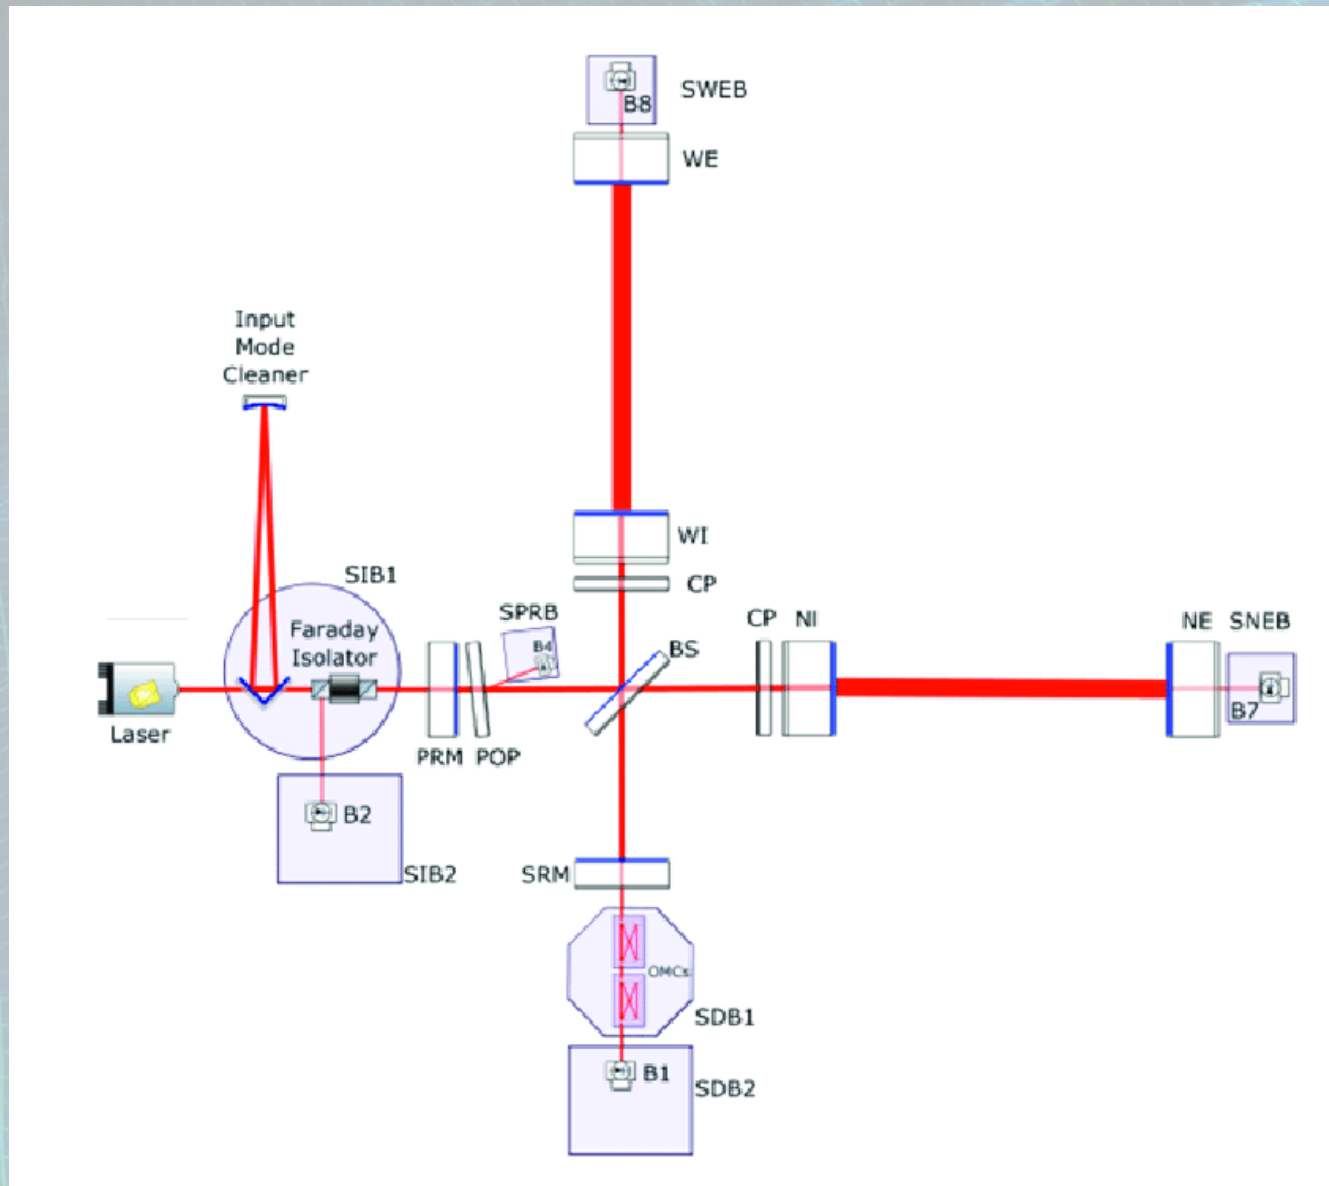 SWEB
B8
WE
Input
Mode
Cleaner
WI
SIB1
CP
SPRB
Faraday
Isolator
B4
BS
CP
NI
NE
SNEB
B7
Laser
PRM
POP
B2
SIB2
SRM
OMCs
SDB1
B1
SDB2